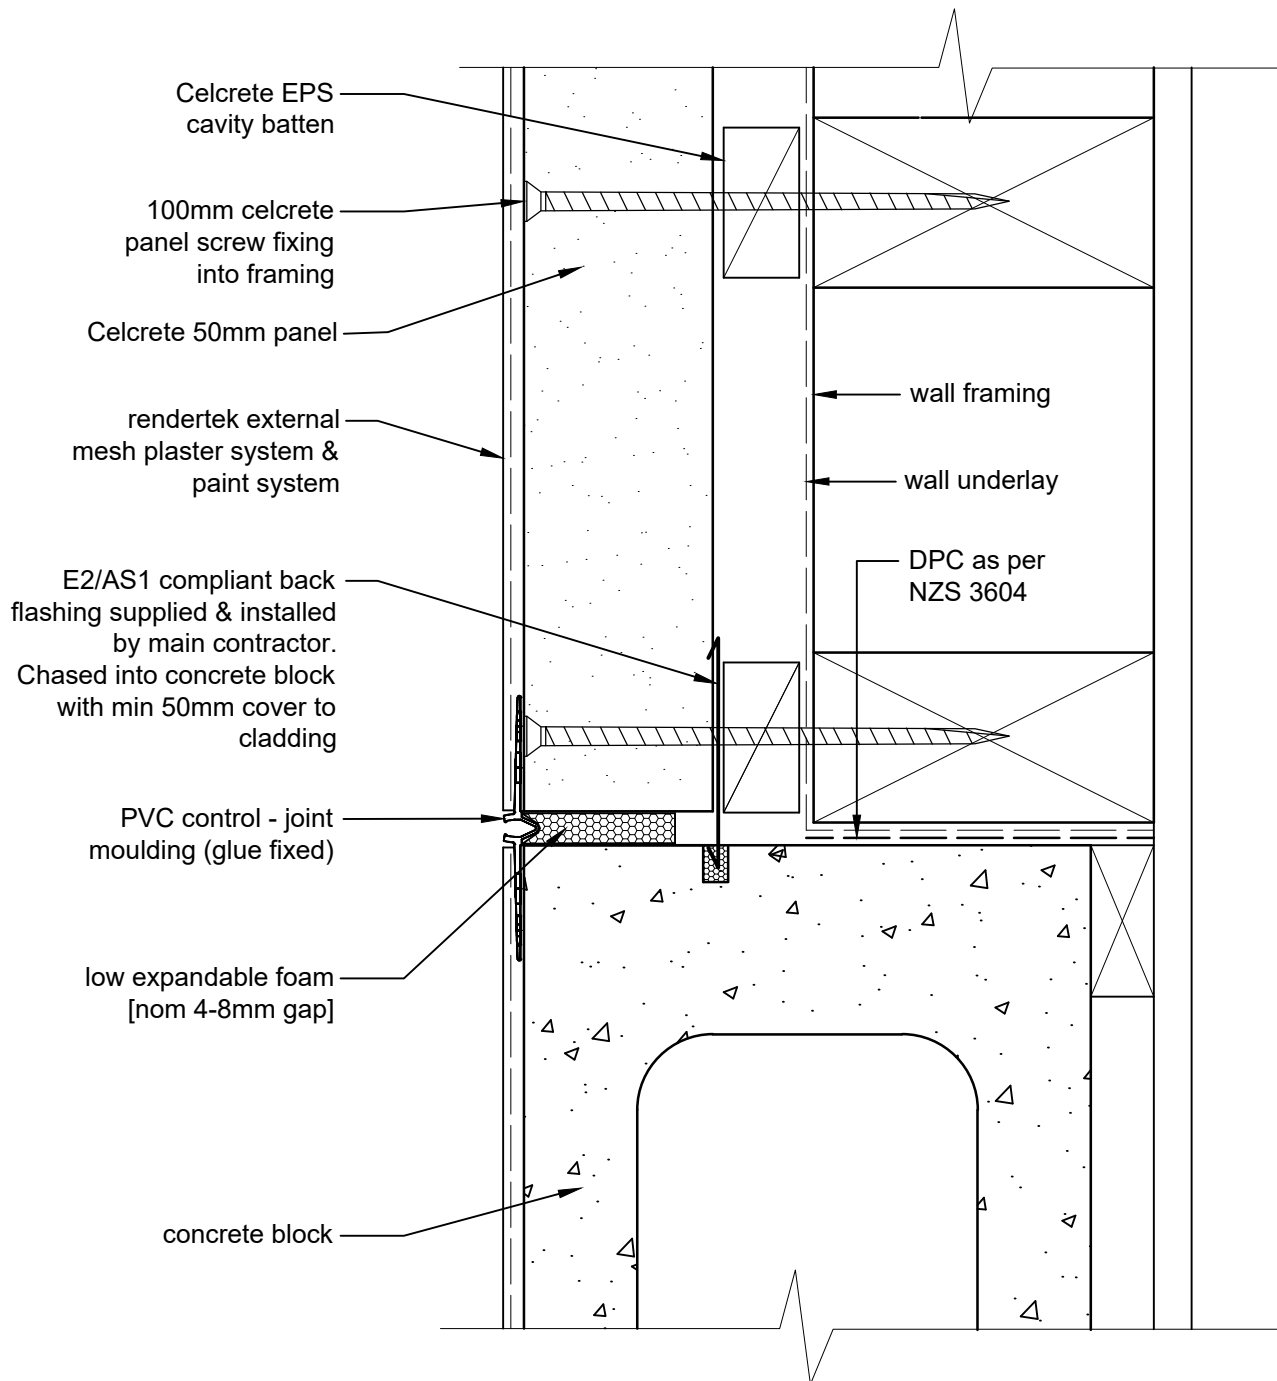 Celcrete EPS
cavity batten
100mm celcrete
panel screw fixing
into framing
Celcrete 50mm panel
rendertek external
mesh plaster system &
paint system
E2/AS1 compliant back
flashing supplied & installed
by main contractor.
Chased into concrete block
with min 50mm cover to
cladding
PVC control - joint
moulding (glue fixed)
low expandable foam
[nom 4-8mm gap]
concrete block
wall framing
wall underlay
DPC as per
NZS 3604